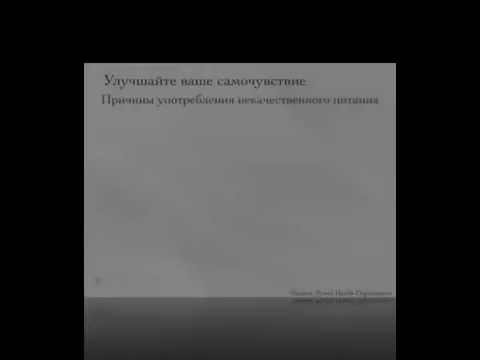 Улучшайте ваше самочувствие
Причины употребления некачественного питания